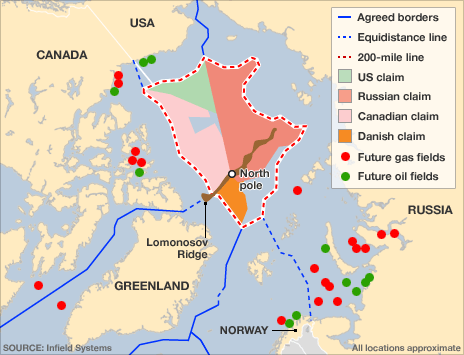 USA
CANADA
Agreed borders
Equidistance line
200-mile line
US claim
Russian claim
Canadian claim
Danish claim
Future gas fields
Future oil fields
North
pole
RUSSIA
Lomonosov
Ridge
GREENLAND
NORWAY
SOURCE: Infield Systems
All locations approximate